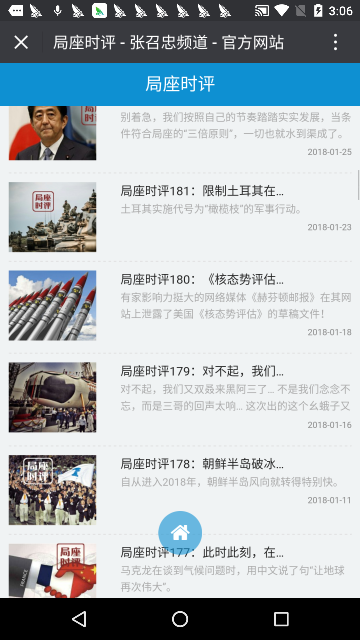 3:06
局座时评 - 张召忠频道 - 官方网站
局座时评
别着急，我们按照自己的节奏踏踏实实发展，当条
件符合局座的“三倍原则”，一切也就水到渠成了。
2018-01-25
局座时评
局座时评181：限制土耳其在...
土耳其实施代号为“橄榄枝”的军事行动。
2018-01-23
局座时评180：《核态势评估...
有家影响力挺大的网络媒体《赫芬顿邮报》在其网
站上泄露了美国《核态势评估》的草稿文件！
2018-01-18
局座时评179：对不起，我们...
对不起，我们又双叒来黑阿三了... 不是我们念念不
忘，而是三哥的回声太响... 这次出的这个幺蛾子又
2018-01-16
局座时评
局座时评178：朝鲜半岛破冰...
自从进入2018年，朝鲜半岛风向就转得特别快。
2018-01-11
局座时评
局座时评177：此时此刻，在...
马克龙在谈到气候问题时，用中文说了句“让地球
再次伟大”。
FRANCE